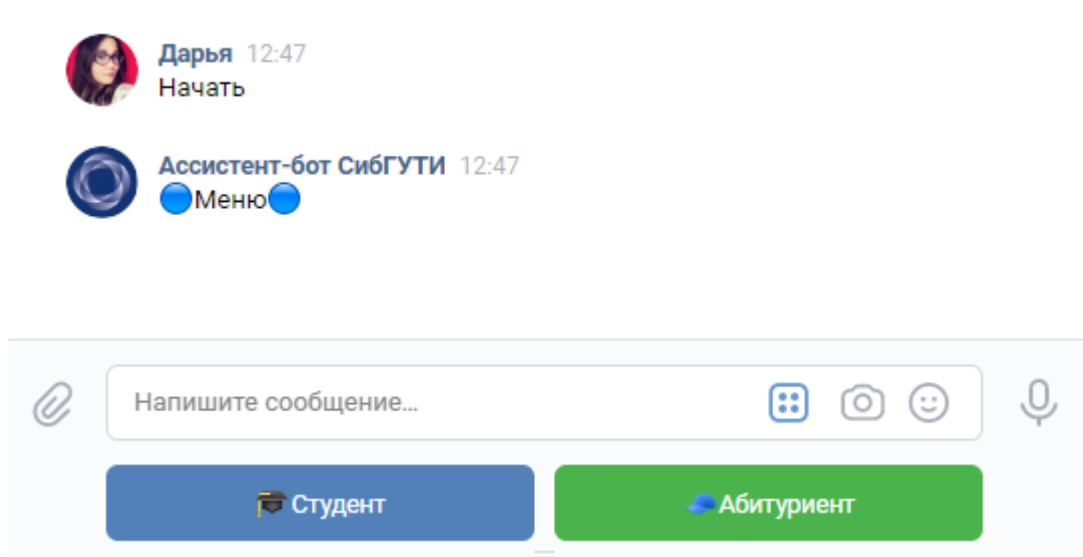 Дарья 12:47
Начать
Ассистент-бот СибГУТИ 12:47
🔵Меню🔵
Напишите сообщение...
🎓Студент
🧢Абитуриент